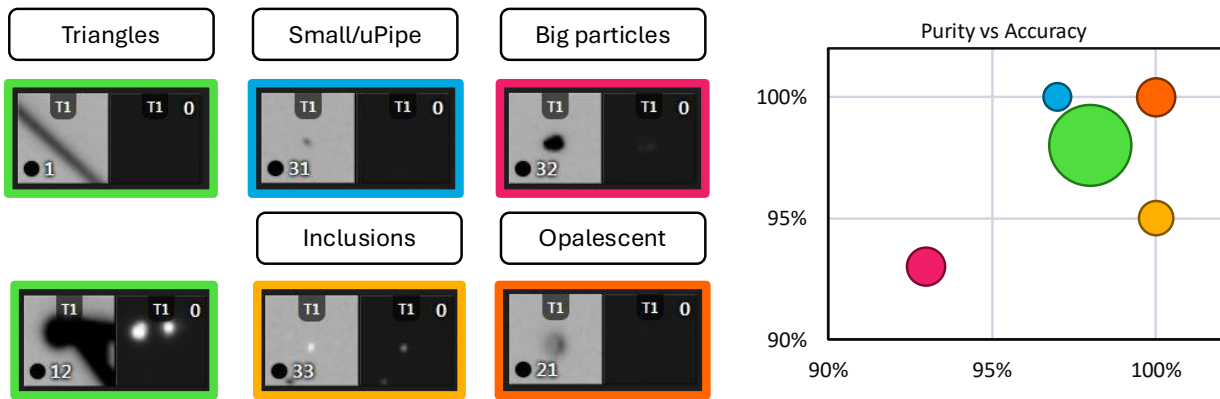 Triangles
Small/uPipe
Big particles
T1 T1 0
1
T1 T1 0
31
T1 T1 0
32
Inclusions
Opalescent
T1 T1 0
12
T1 T1 0
33
T1 T1 0
21
Purity vs Accuracy
100%
95%
90%
90% 95% 100%